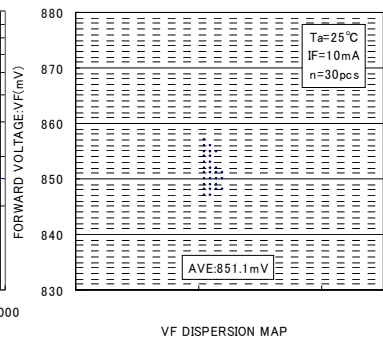 880
870
860
850
840
830
FORWARD VOLTAGE:VF(mV)
Ta=25°C
IF=10mA
n=30pcs
AVE:851.1mV
000
VF DISPERSION MAP